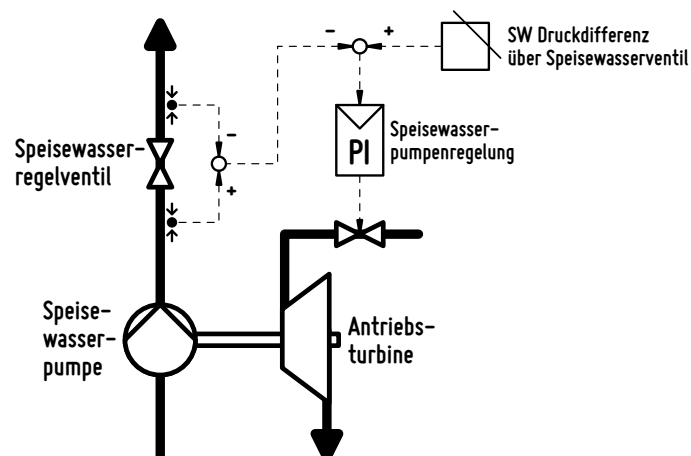 SW Druckdifferenz
über Speisewasserventil
-
+
Speisewasser-
pumpenregelung
PI
-
+
Speisewasser-
regelventil
Speise-
wasser-
pumpe
Antriebs-
turbine